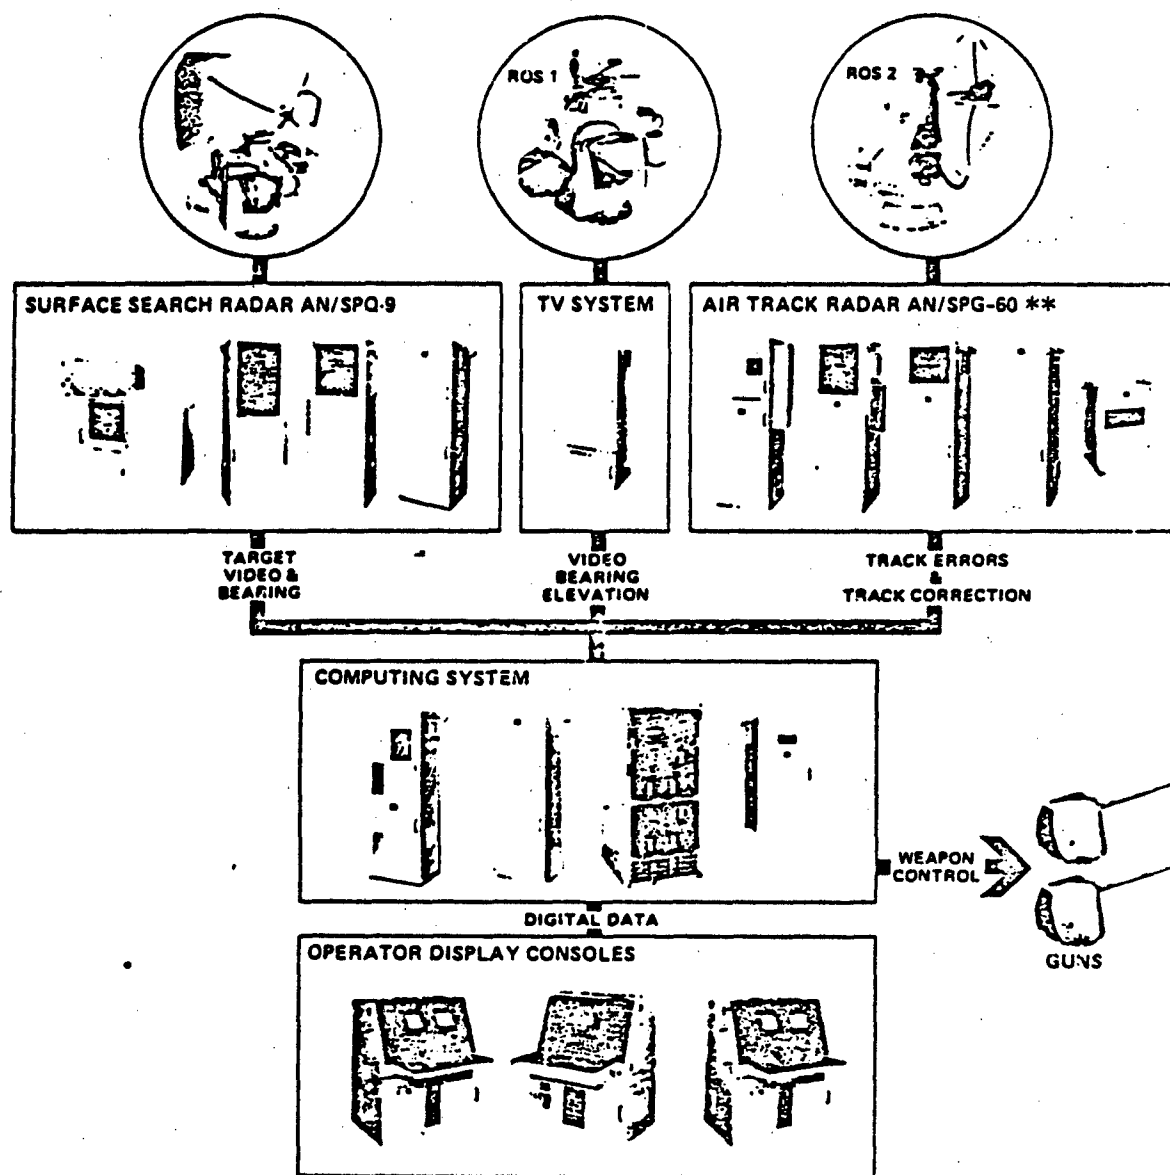 ROS 1
ROS 2
SURFACE SEARCH RADAR AN/SPQ-9
TV SYSTEM
AIR TRACK RADAR AN/SPG-60 **
TARGET
VIDEO &
BEARING
VIDEO
BEARING
ELEVATION
TRACK ERRORS
&
TRACK CORRECTION
COMPUTING SYSTEM
WEAPON
CONTROL
DIGITAL DATA
GUNS
OPERATOR DISPLAY CONSOLES